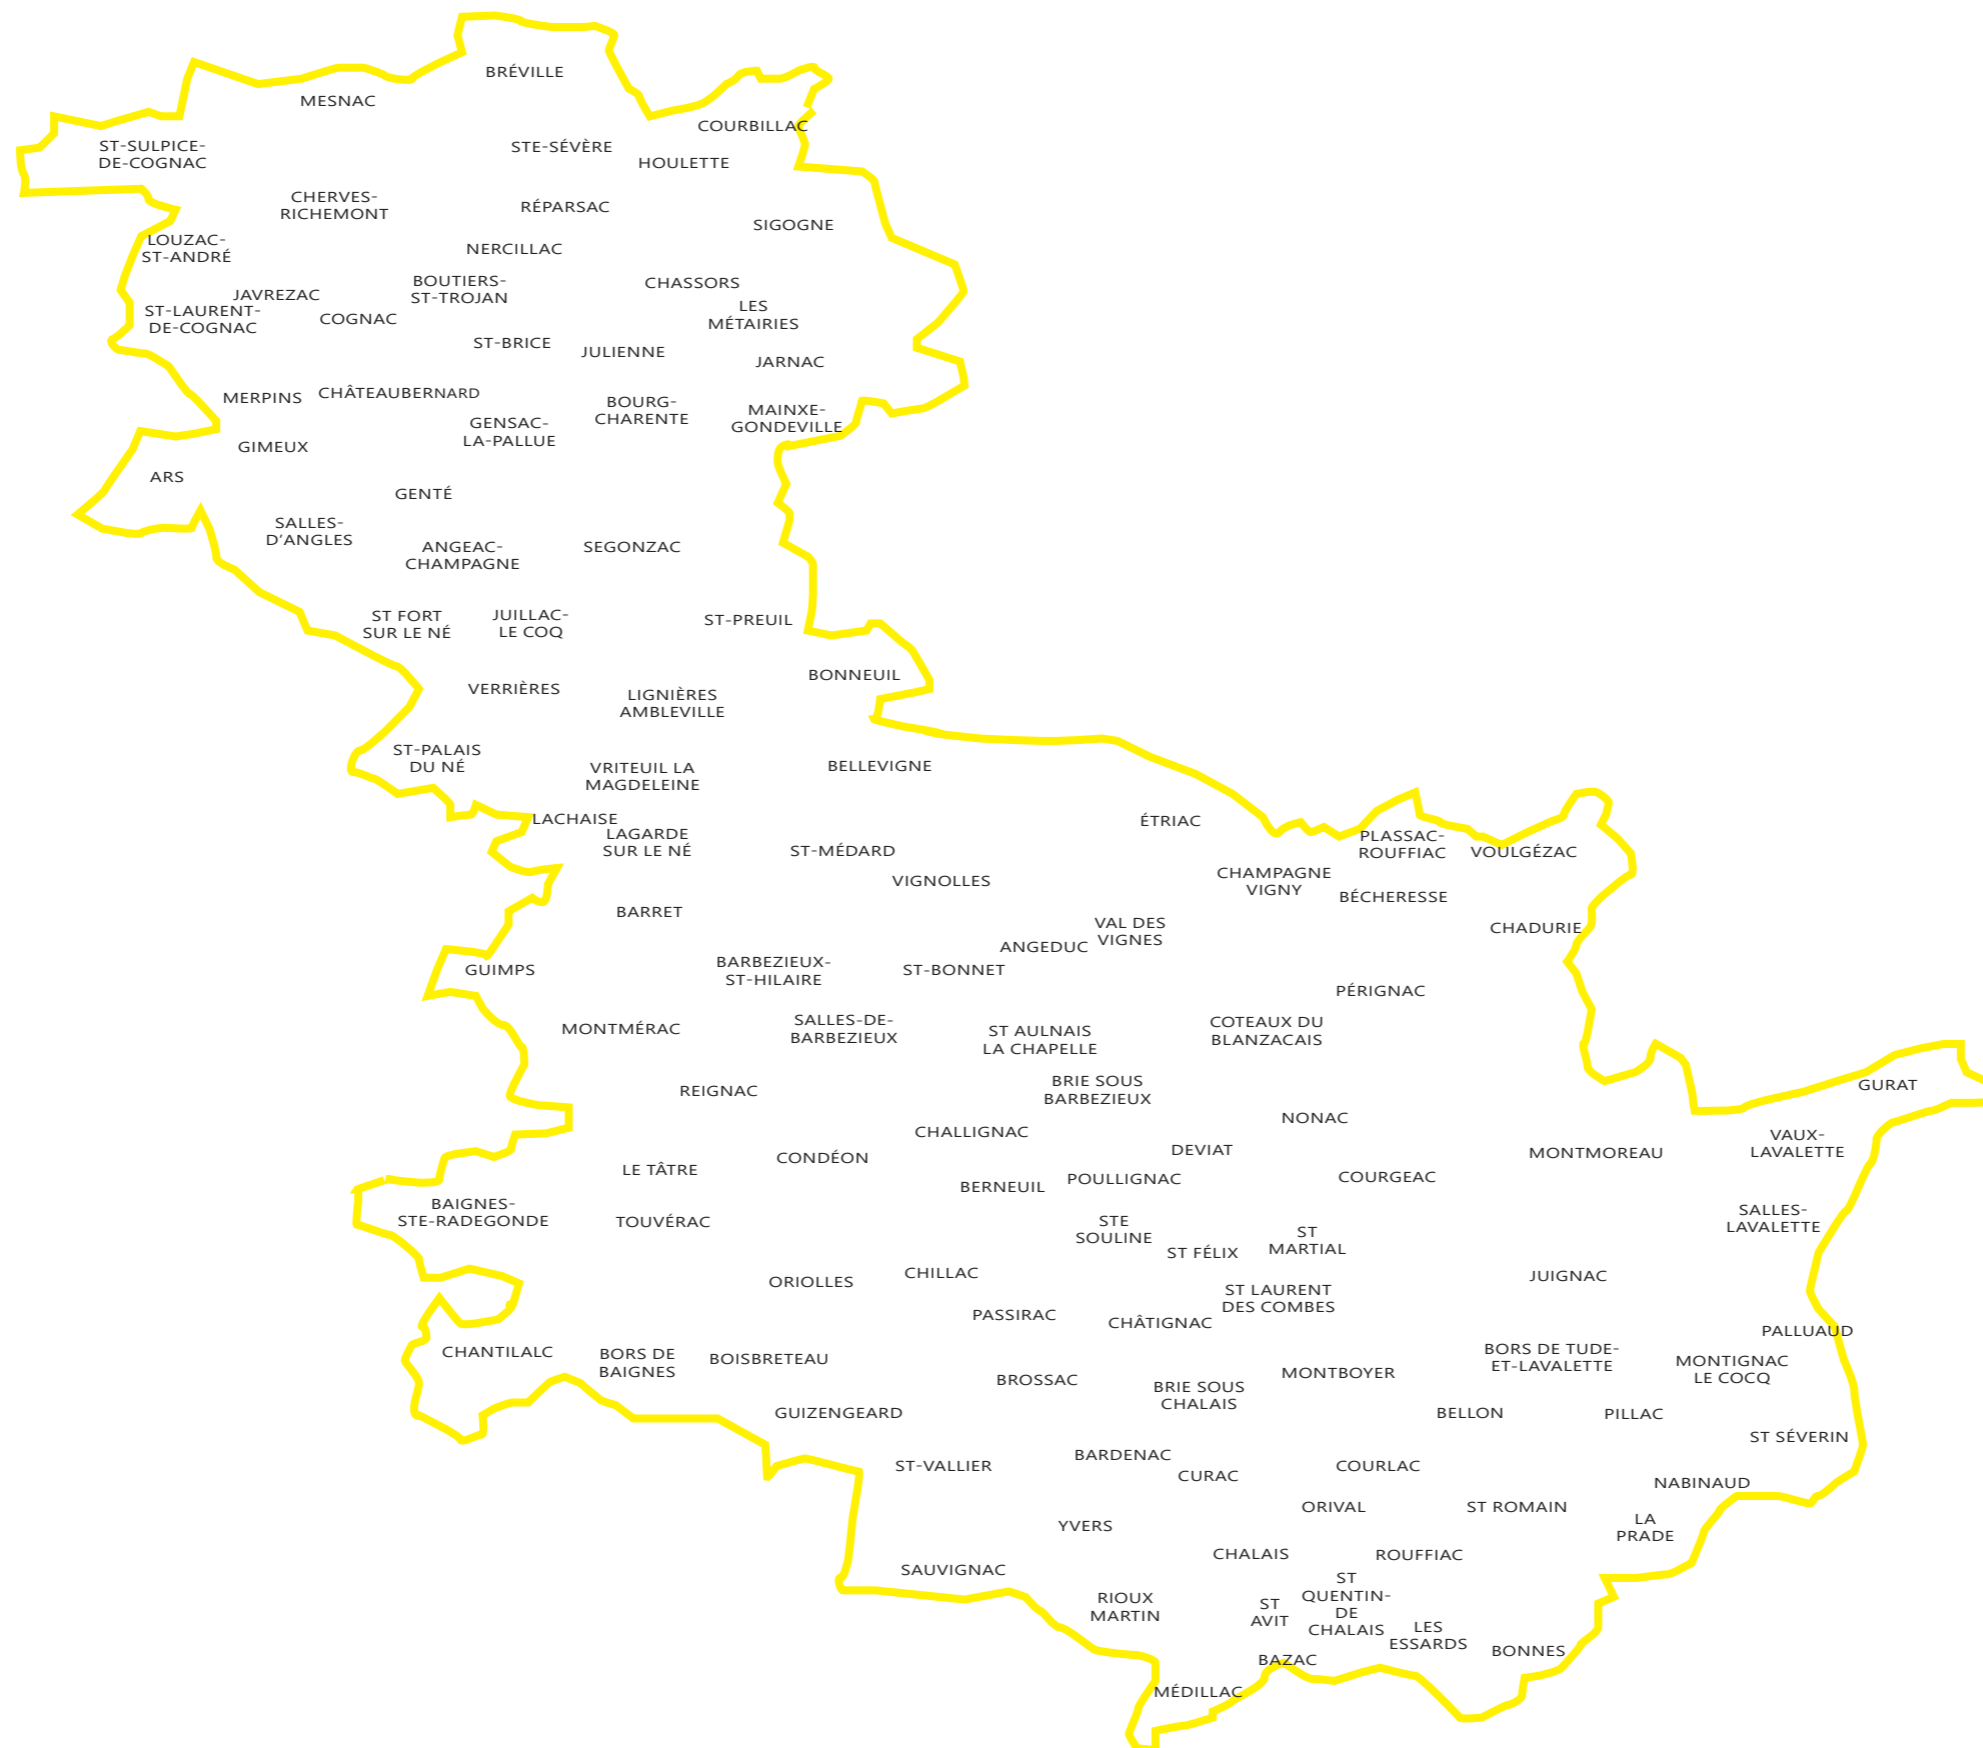 BRÉVILLE
MESNAC
COURBILLAC
ST-SULPICE-
DE-COGNAC
STE-SÉVÈRE
HOULETTE
CHERVES-
RICHEMONT
RÉPARSAC
SIGOGNE
LOUZAC-
ST-ANDRÉ
NERCILLAC
BOUTIERS-
ST-TROJAN
CHASSORS
JAVREZAC
ST-LAURENT-
DE-COGNAC
COGNAC
LES
MÉTAIRIES
ST-BRICE
JULIENNE
JARNAC
MERPINS
CHÂTEAUBERNARD
BOURG-
CHARENTE
MAINXE-
GONDEVILLE
GENSAC-
LA-PALLUE
GIMEUX
ARS
GENTÉ
SALLES-
D'ANGLES
ANGEAC-
CHAMPAGNE
SEGONZAC
ST FORT
SUR LE NÉ
JUILLAC-
LE COQ
ST-PREUIL
BONNEUIL
VERRIÈRES
LIGNIÈRES
AMBLEVILLE
ST-PALAIS
DU NÉ
VRITEUIL LA
MAGDELEINE
BELLEVIGNE
LACHAISE
LAGARDE
SUR LE NÉ
ÉTRIAC
PLASSAC-
ROUFFIAC
VOULGÉZAC
ST-MÉDARD
VIGNOLLES
CHAMPAGNE
VIGNY
BÉCHERESSE
BARRET
VAL DES
VIGNES
CHADURIE
ANGEDUC
GUIMPS
BARBEZIEUX-
ST-HILAIRE
ST-BONNET
PÉRIGNAC
MONTMÉRAC
SALLES-DE-
BARBEZIEUX
ST AULNAIS
LA CHAPELLE
COTEAUX DU
BLANZACAIS
REIGNAC
BRIE SOUS
BARBEZIEUX
GURAT
NONAC
CHALLIGNAC
DEVIAT
MONTMOREAU
VAUX-
LAVALETTE
LE TÂTRE
CONDÉON
BERNEUIL
POULLIGNAC
COURGEAC
BAIGNES-
STE-RADEGONDE
TOUVÉRAC
STE
SOULINE
ST FÉLIX
ST
MARTIAL
SALLES-
LAVALETTE
ORIOLLES
CHILLAC
JUIGNAC
ST LAURENT
DES COMBES
PASSIRAC
CHÂTIGNAC
PALLUAUD
CHANTILALC
BORS DE
BAIGNES
BOISBRETEAU
BROSSAC
BRIE SOUS
CHALAIS
MONTBOYER
BORS DE TUDE-
ET-LAVALETTE
MONTIGNAC
LE COCQ
GUIZENGEARD
BELLON
PILLAC
ST SÉVERIN
ST-VALLIER
BARDENAC
CURAC
COURLAC
NABINAUD
ORIVAL
ST ROMAIN
LA
PRADE
YVERS
CHALAIS
ROUFFIAC
SAUVIGNAC
RIOUX
MARTIN
ST
AVIT
ST
QUENTIN-
DE
CHALAIS
LES
ESSARDS
BONNES
BAZAC
MÉDILLAC